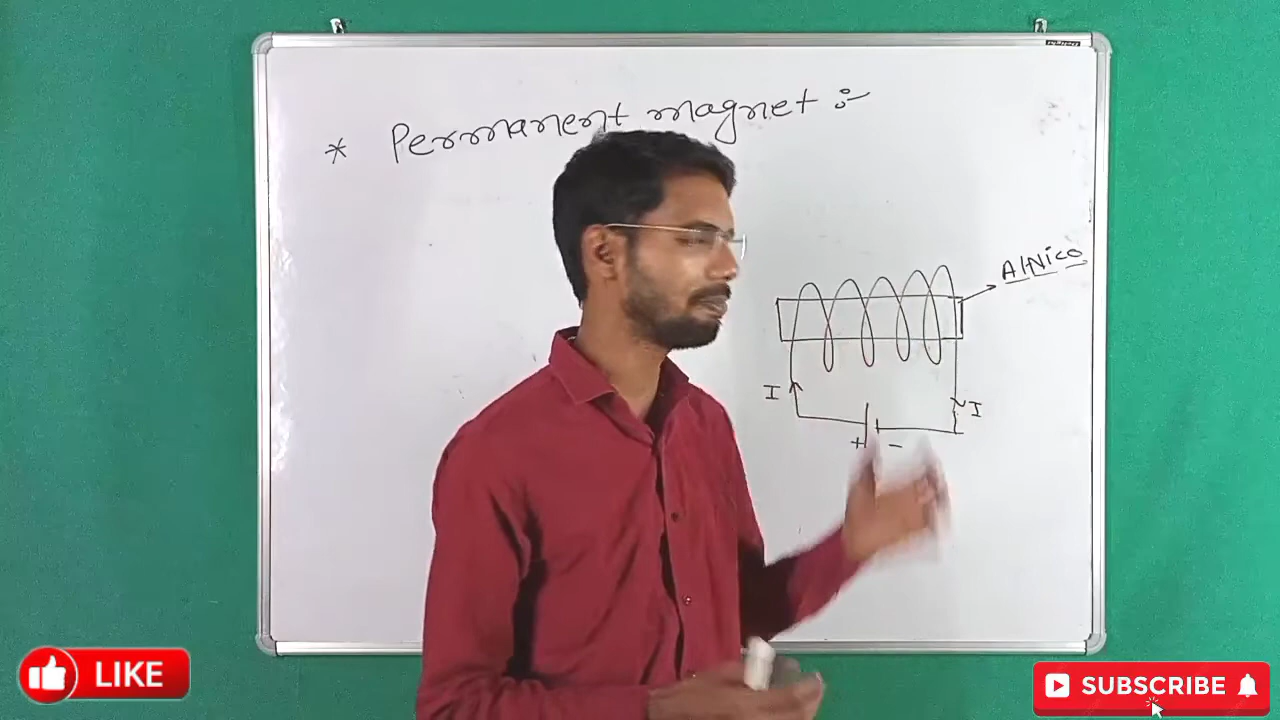 * Permanent magnet :-
AlNiCo
I
I
+ -
LIKE
SUBSCRIBE